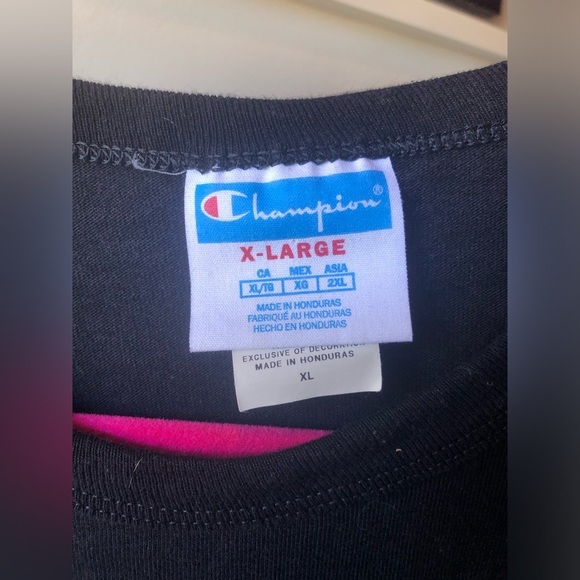 Champion®
X-LARGE
CA MEX ASIA
XL/TG XG 2XL
MADE IN HONDURAS
FABRIQUÉ AU HONDURAS
HECHO EN HONDURAS
EXCLUSIVE OF DECORATION
MADE IN HONDURAS
XL